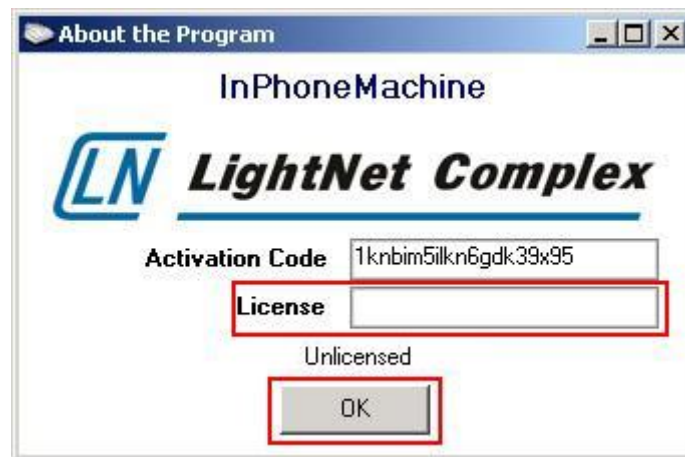 About the Program
InPhoneMachine
LN LightNet Complex
Activation Code 1knbim5ilkn6gdk39x95
License
Unlicensed
OK